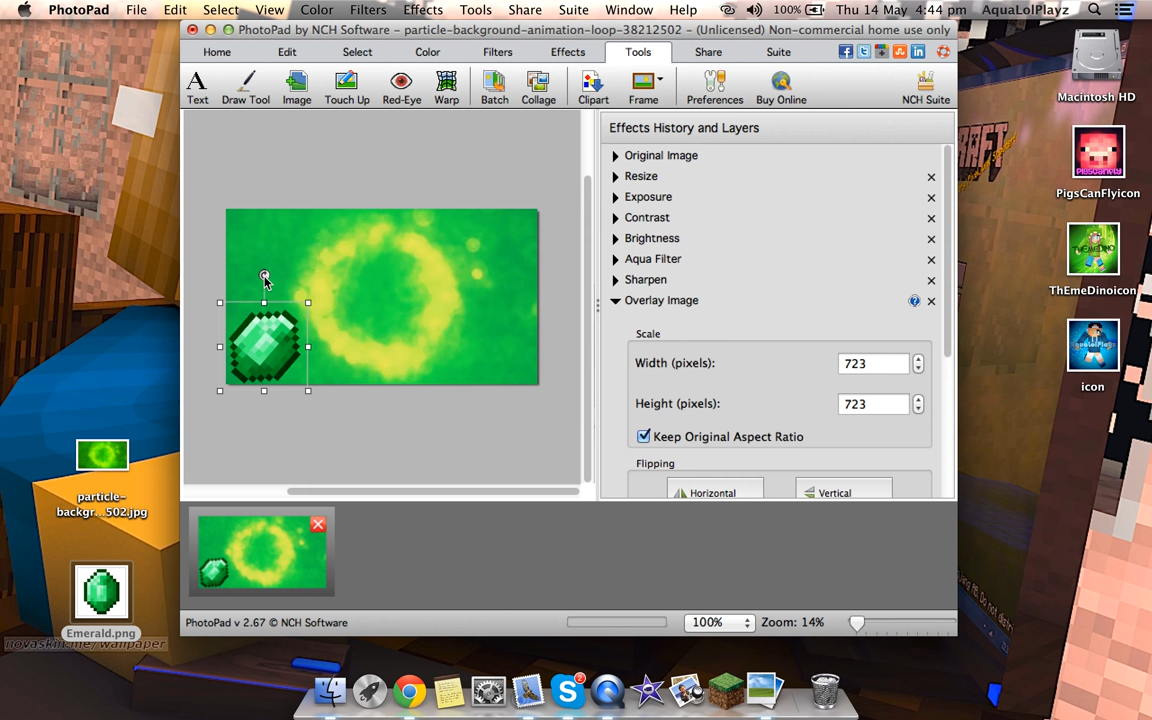 PhotoPad File Edit Select View Color Filters Effects Tools Share Suite Window Help 100% Thu 14 May 4:44 pm AquaLolPlayz
PhotoPad by NCH Software - particle-background-animation-loop-38212502 - (Unlicensed) Non-commercial home use only
Home Edit Select Color Filters Effects Tools Share Suite
Text Draw Tool Image Touch Up Red-Eye Warp Batch Collage Clipart Frame Preferences Buy Online NCH Suite
Effects History and Layers
Original Image
Resize
Exposure
Contrast
Brightness
Aqua Filter
Sharpen
Overlay Image
Scale
Width (pixels): 723
Height (pixels): 723
Keep Original Aspect Ratio
Flipping
Horizontal Vertical
PhotoPad v 2.67 © NCH Software 100% Zoom: 14%
Macintosh HD
PigsCanFlyicon
ThEmeDinoicon
icon
particle-
backgr...502.jpg
Emerald.png
novaskin.me/wallpaper
2